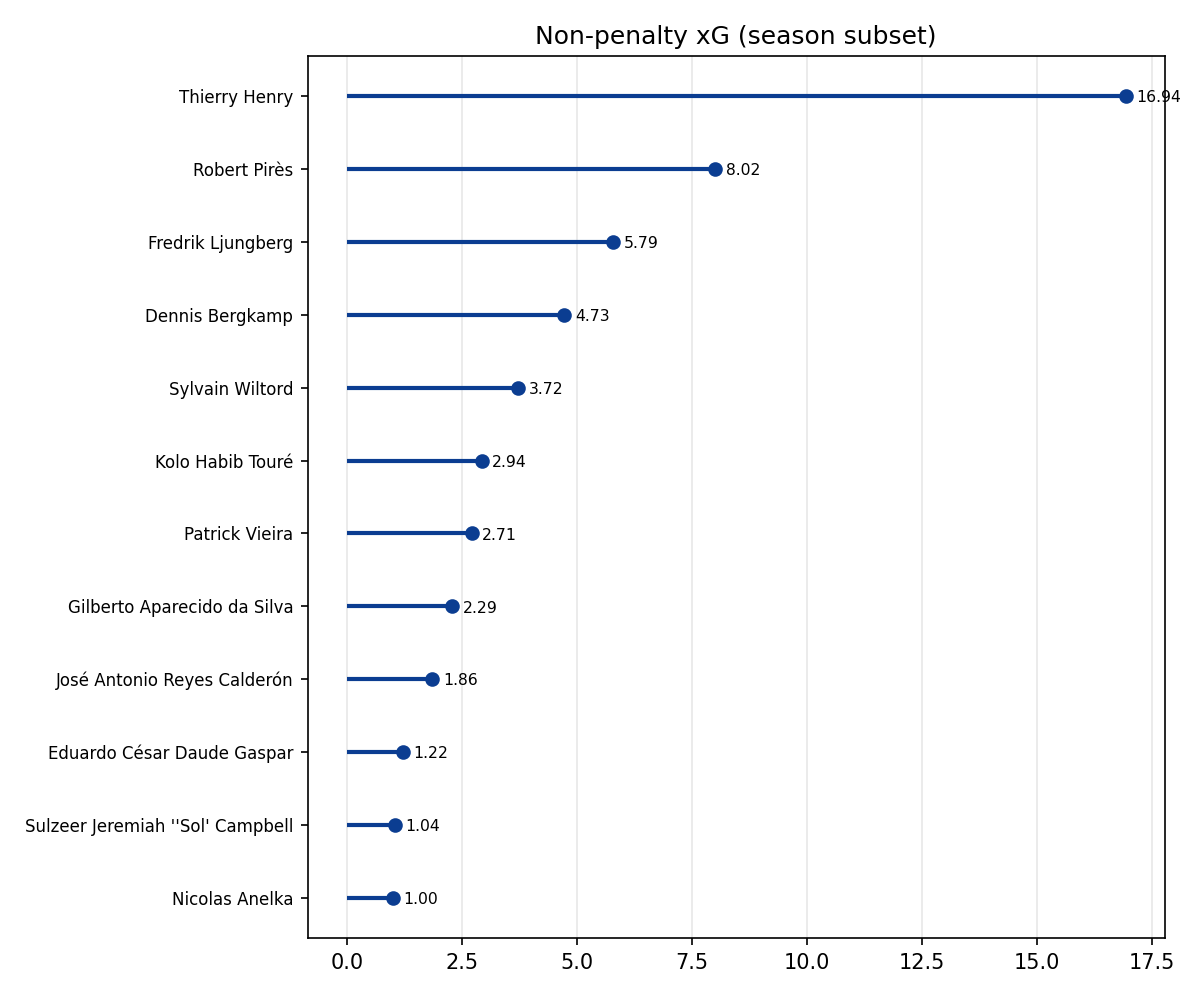 Non-penalty xG (season subset)
Thierry Henry 16.94
Robert Pirès 8.02
Fredrik Ljungberg 5.79
Dennis Bergkamp 4.73
Sylvain Wiltord 3.72
Kolo Habib Touré 2.94
Patrick Vieira 2.71
Gilberto Aparecido da Silva 2.29
José Antonio Reyes Calderón 1.86
Eduardo César Daude Gaspar 1.22
Sulzeer Jeremiah ''Sol' Campbell 1.04
Nicolas Anelka 1.00
0.0 2.5 5.0 7.5 10.0 12.5 15.0 17.5